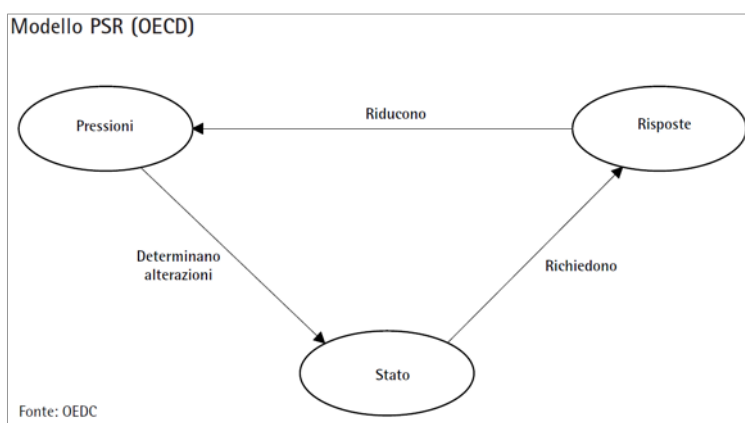 Modello PSR (OECD)
Pressioni
Riducono
Risposte
Determinano
alterazioni
Richiedono
Stato
Fonte: OEDC